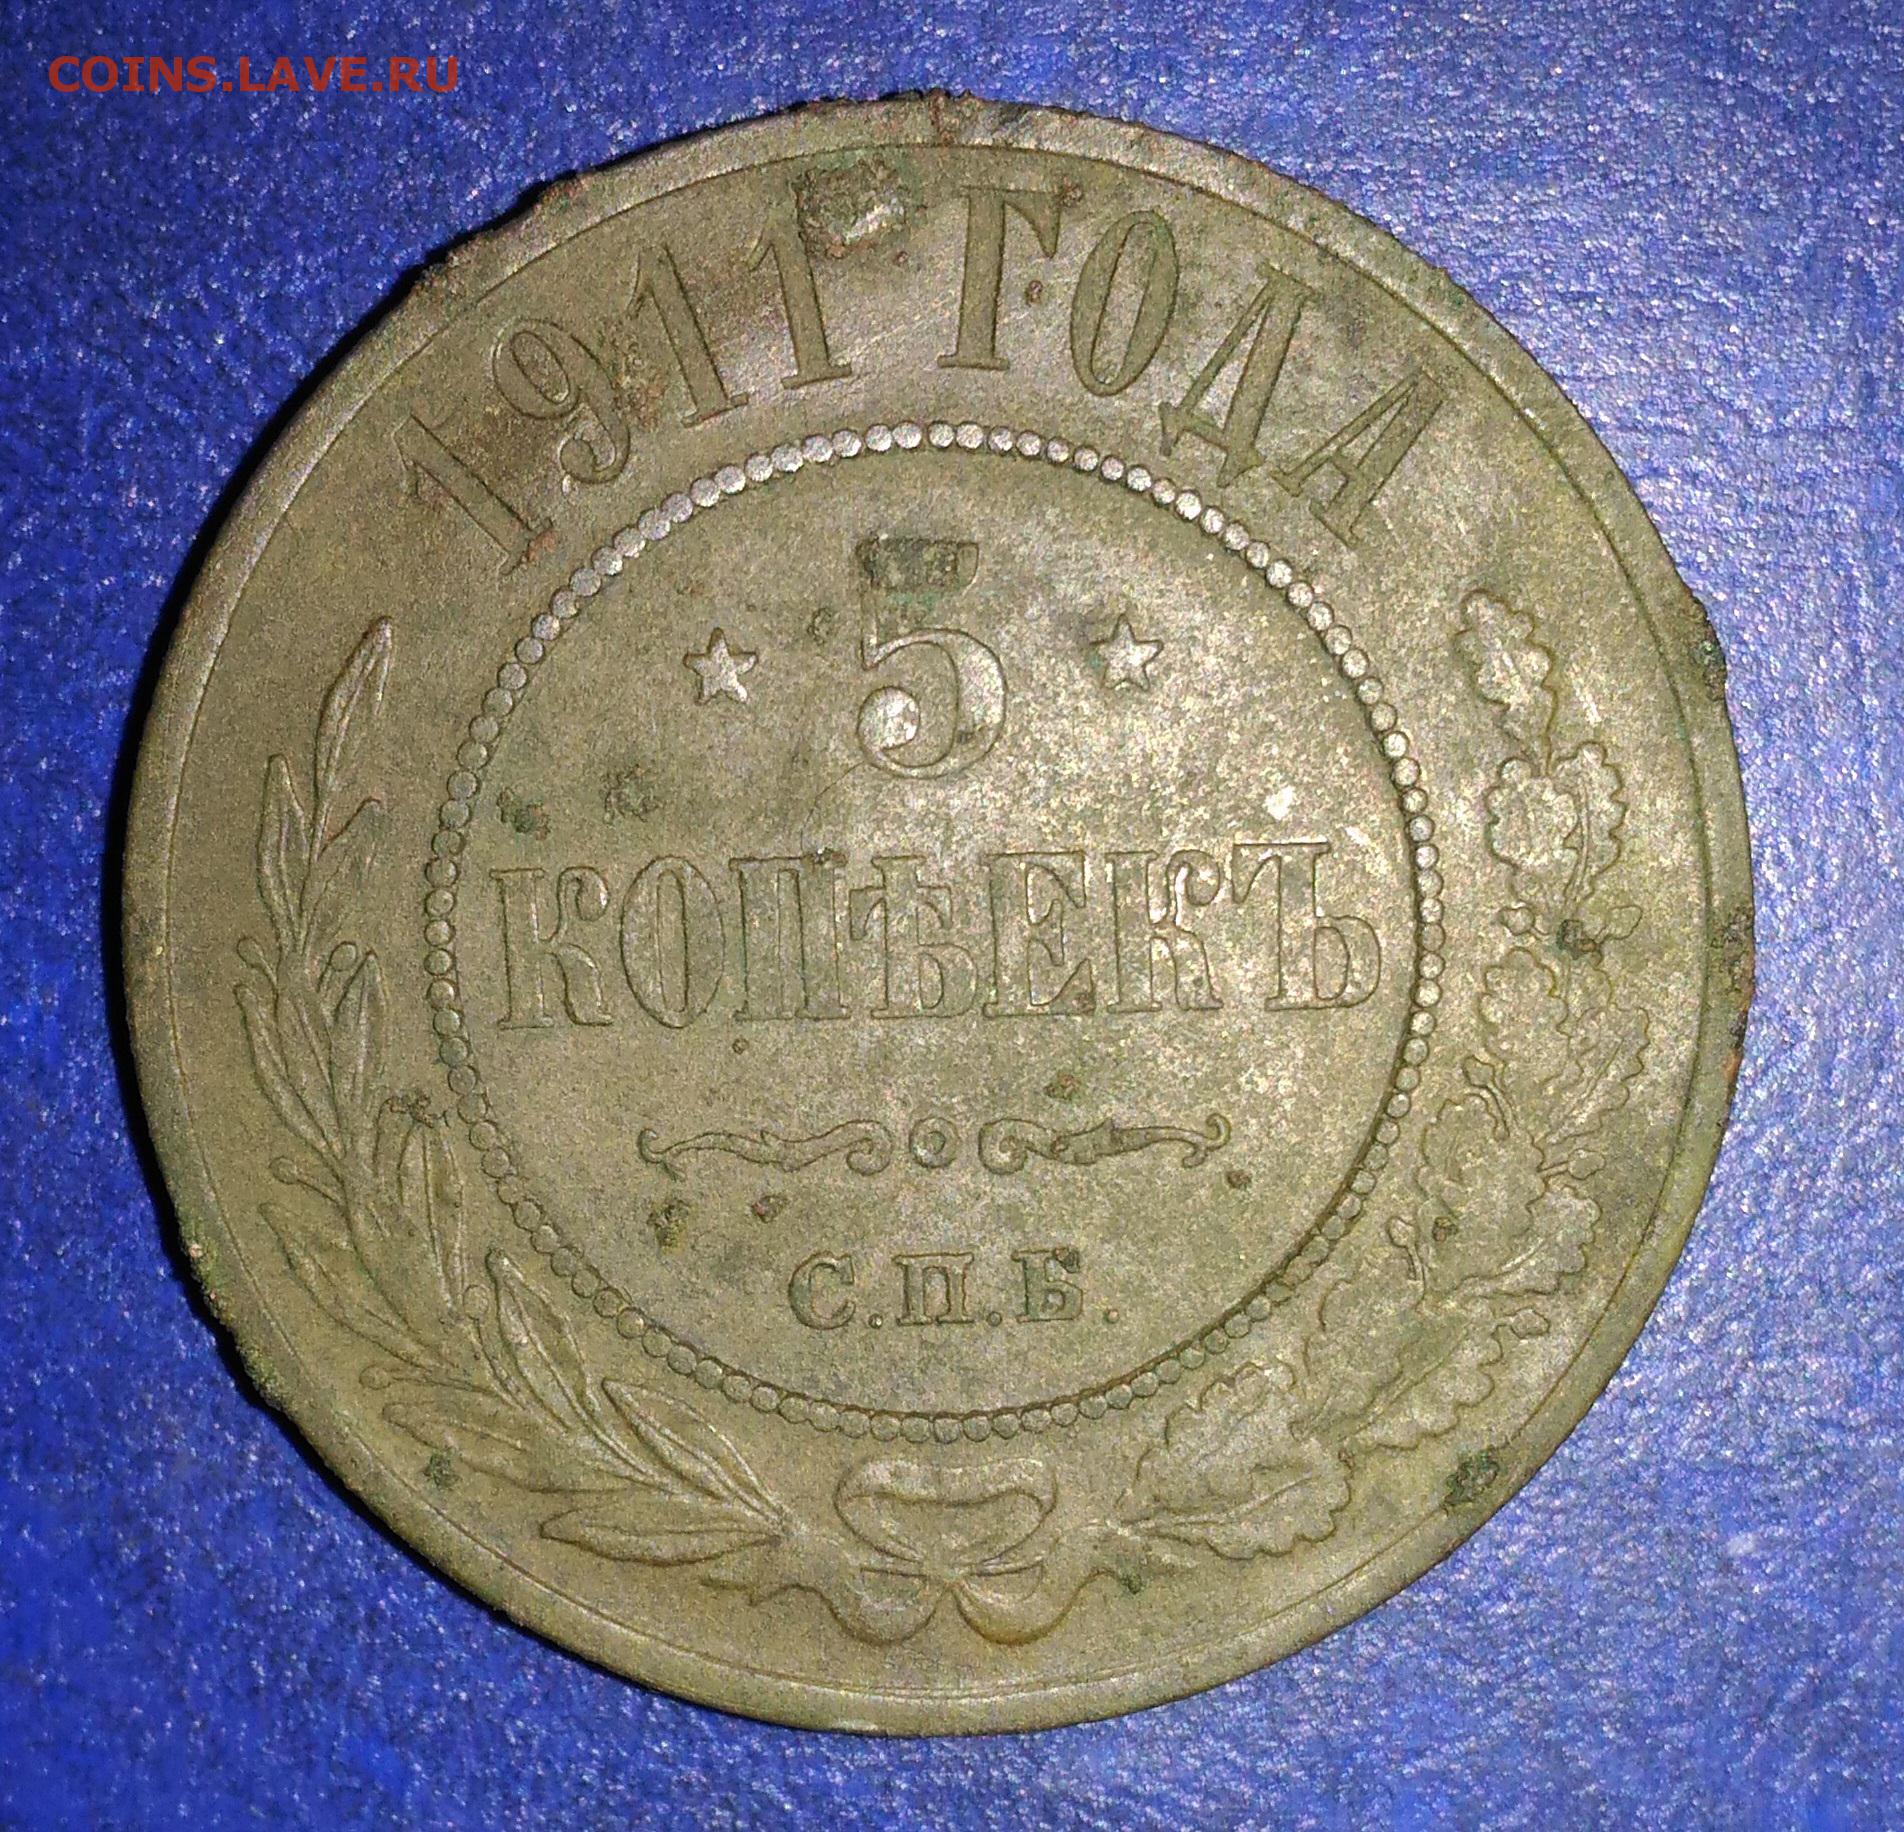 COINS.LAVE.RU
1911 ГОДА
5
КОПѢЕКЪ
С.П.Б.